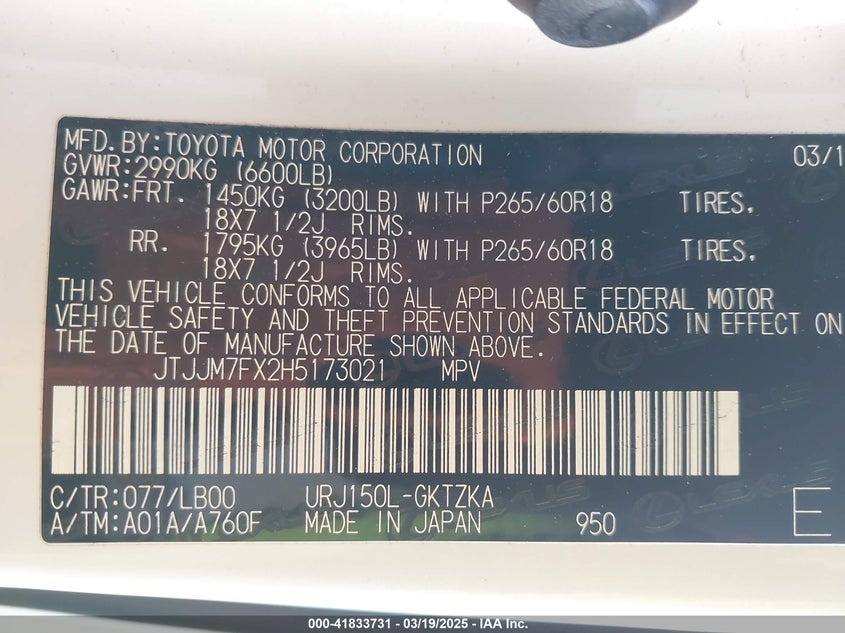 MFD.BY:TOYOTA MOTOR CORPORATION 03/1
GVWR:2990KG (6600LB)
GAWR:FRT. 1450KG (3200LB) WITH P265/60R18 TIRES.
18X7 1/2J RIMS.
RR. 1795KG (3965LB) WITH P265/60R18 TIRES.
18X7 1/2J RIMS.
THIS VEHICLE CONFORMS TO ALL APPLICABLE FEDERAL MOTOR
VEHICLE SAFETY AND THEFT PREVENTION STANDARDS IN EFFECT ON
THE DATE OF MANUFACTURE SHOWN ABOVE.
JTJJM7FX2H5173021 MPV
C/TR:077/LB00 URJ150L-GKTZKA
A/TM:A01A/A760F MADE IN JAPAN 950 E
000-41833731 - 03/19/2025 - IAA Inc.